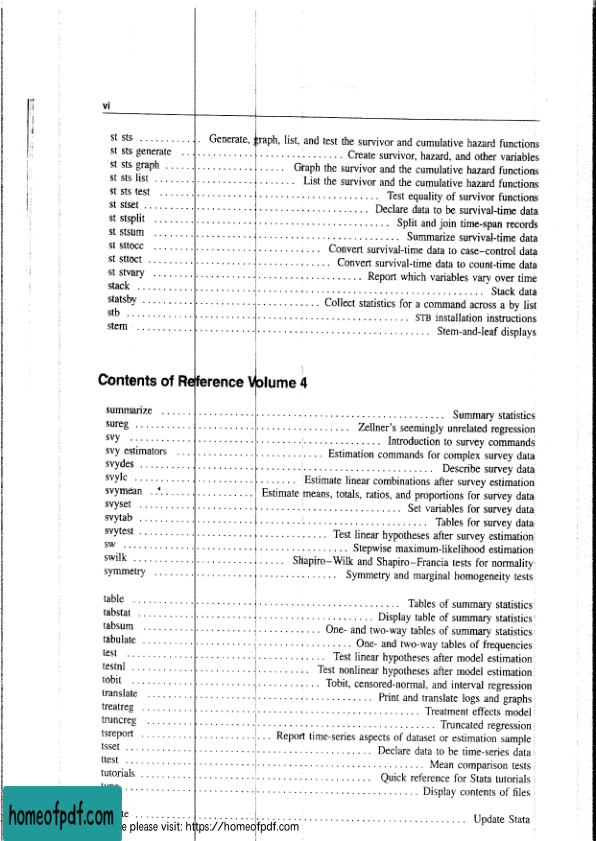 vi
st sts ............ Generate, graph, list, and test the survivor and cumulative hazard functions
st sts generate ............................ Create survivor, hazard, and other variables
st sts graph ..................... Graph the survivor and the cumulative hazard functions
st sts list ........................ List the survivor and the cumulative hazard functions
st sts test ........................................ Test equality of survivor functions
st stset ........................................ Declare data to be survival-time data
st stsplit .......................................... Split and join time-span records
st stsum ............................................ Summarize survival-time data
st sttocc .............................. Convert survival-time data to case–control data
st sttoct ................................ Convert survival-time data to count-time data
st stvary ...................................... Report which variables vary over time
stack ............................................................ Stack data
statsby ............................... Collect statistics for a command across a by list
stb .................................................. STB installation instructions
stem .................................................... Stem-and-leaf displays
Contents of Reference Volume 4
summarize .................................................. Summary statistics
sureg ...................................... Zellner's seemingly unrelated regression
svy ............................................. Introduction to survey commands
svy estimators .......................... Estimation commands for complex survey data
svydes .................................................... Describe survey data
svylc ............................ Estimate linear combinations after survey estimation
svymean .................... Estimate means, totals, ratios, and proportions for survey data
svyset .............................................. Set variables for survey data
svytab .................................................. Tables for survey data
svytest .................................. Test linear hypotheses after survey estimation
sw ........................................ Stepwise maximum-likelihood estimation
swilk ........................... Shapiro–Wilk and Shapiro–Francia tests for normality
symmetry ................................ Symmetry and marginal homogeneity tests
table ................................................ Tables of summary statistics
tabstat .......................................... Display table of summary statistics
tabsum ................................ One- and two-way tables of summary statistics
tabulate ..................................... One- and two-way tables of frequencies
test .................................... Test linear hypotheses after model estimation
testnl ................................ Test nonlinear hypotheses after model estimation
tobit .................................. Tobit, censored-normal, and interval regression
translate ........................................ Print and translate logs and graphs
treatreg ................................................ Treatment effects model
truncreg .................................................. Truncated regression
tsreport ........................ Report time-series aspects of dataset or estimation sample
tsset ........................................... Declare data to be time-series data
ttest .................................................... Mean comparison tests
tutorials ........................................ Quick reference for Stata tutorials
.................................................... Display contents of files
.......................................................... Update Stata
homeofpdf.com
please visit: https://homeofpdf.com